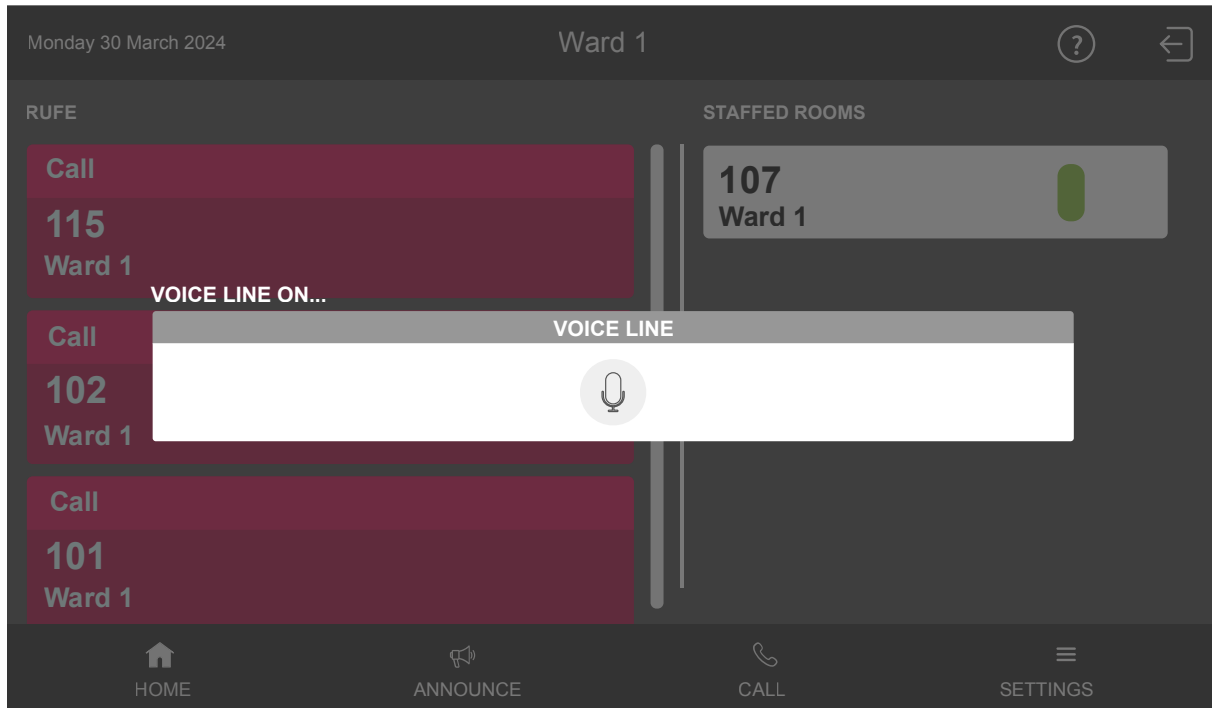 Monday 30 March 2024
Ward 1
?
RUFE
STAFFED ROOMS
Call
115
Ward 1
107
Ward 1
VOICE LINE ON...
VOICE LINE
Call
102
Ward 1
Call
101
Ward 1
HOME
ANNOUNCE
CALL
SETTINGS